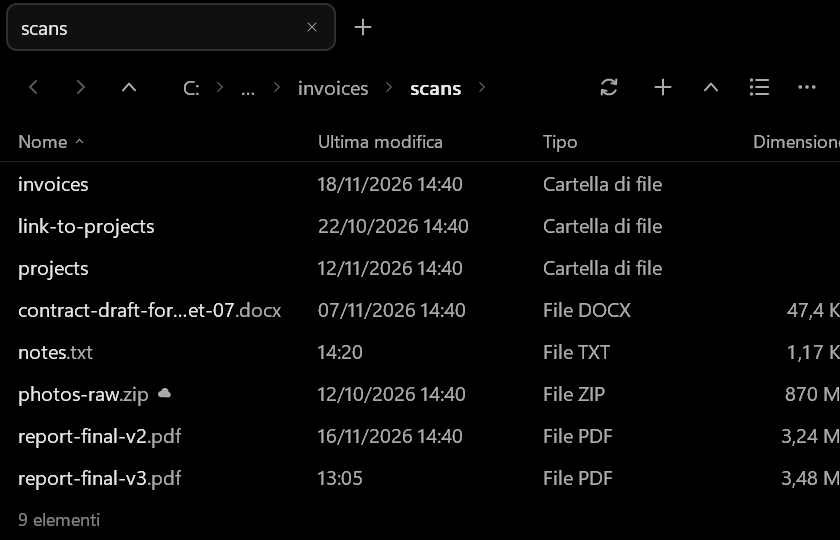 scans
C: ... invoices scans
Nome Ultima modifica Tipo Dimensione
invoices 18/11/2026 14:40 Cartella di file
link-to-projects 22/10/2026 14:40 Cartella di file
projects 12/11/2026 14:40 Cartella di file
contract-draft-for...et-07.docx 07/11/2026 14:40 File DOCX 47,4 K
notes.txt 14:20 File TXT 1,17 K
photos-raw.zip 12/10/2026 14:40 File ZIP 870 M
report-final-v2.pdf 16/11/2026 14:40 File PDF 3,24 M
report-final-v3.pdf 13:05 File PDF 3,48 M
9 elementi